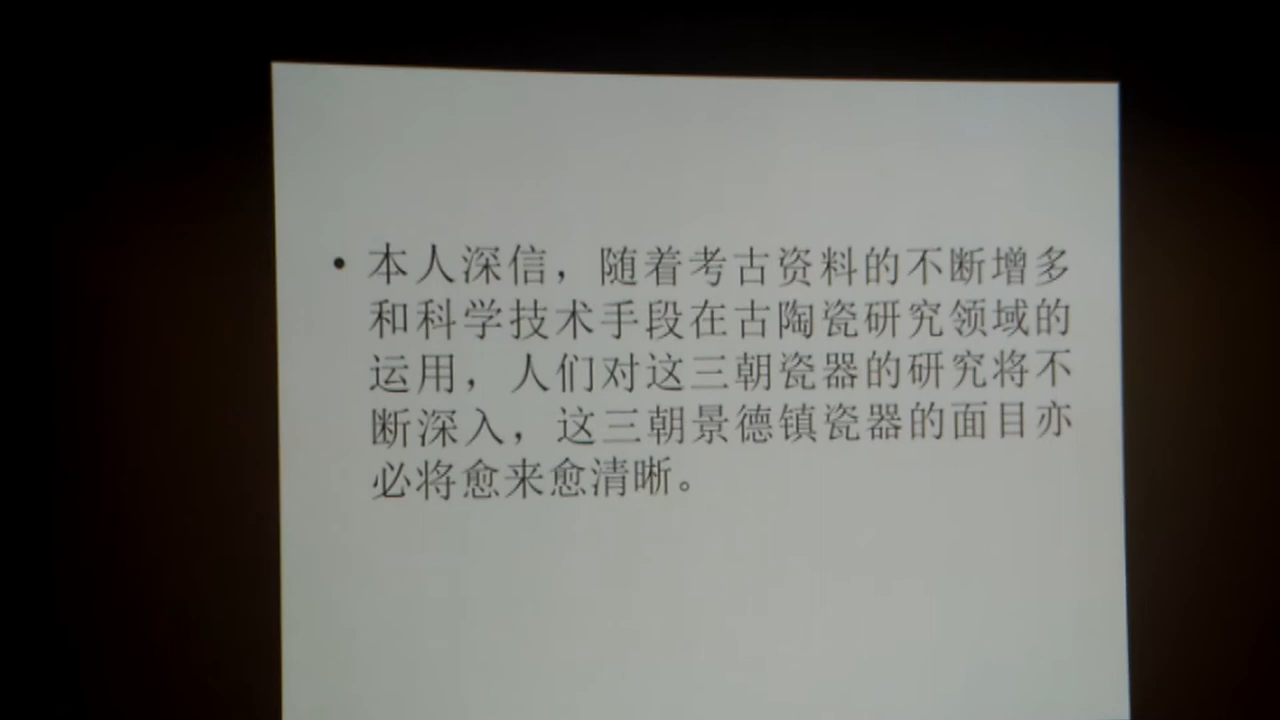 • 本人深信，随着考古资料的不断增多
和科学技术手段在古陶瓷研究领域的
运用，人们对这三朝瓷器的研究将不
断深入，这三朝景德镇瓷器的面目亦
必将愈来愈清晰。